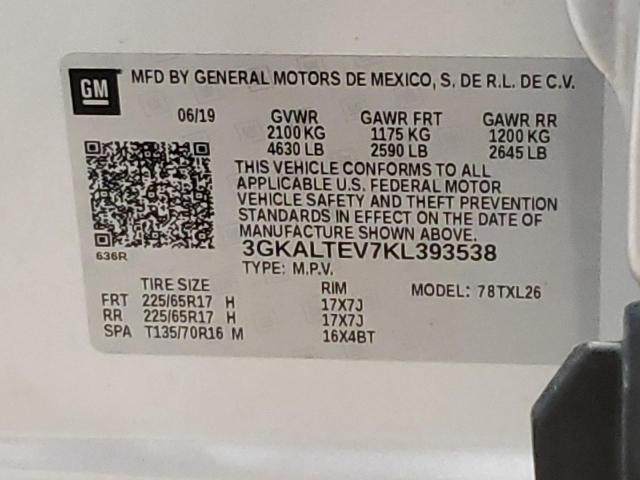 GM
MFD BY GENERAL MOTORS DE MEXICO, S. DE R.L. DE C.V.
06/19 GVWR GAWR FRT GAWR RR
2100 KG 1175 KG 1200 KG
4630 LB 2590 LB 2645 LB
THIS VEHICLE CONFORMS TO ALL
APPLICABLE U.S. FEDERAL MOTOR
VEHICLE SAFETY AND THEFT PREVENTION
STANDARDS IN EFFECT ON THE DATE OF
MANUFACTURE SHOWN ABOVE.
636R
3GKALTEV7KL393538
TYPE: M.P.V.
TIRE SIZE RIM MODEL: 78TXL26
FRT 225/65R17 H 17X7J
RR 225/65R17 H 17X7J
SPA T135/70R16 M 16X4BT